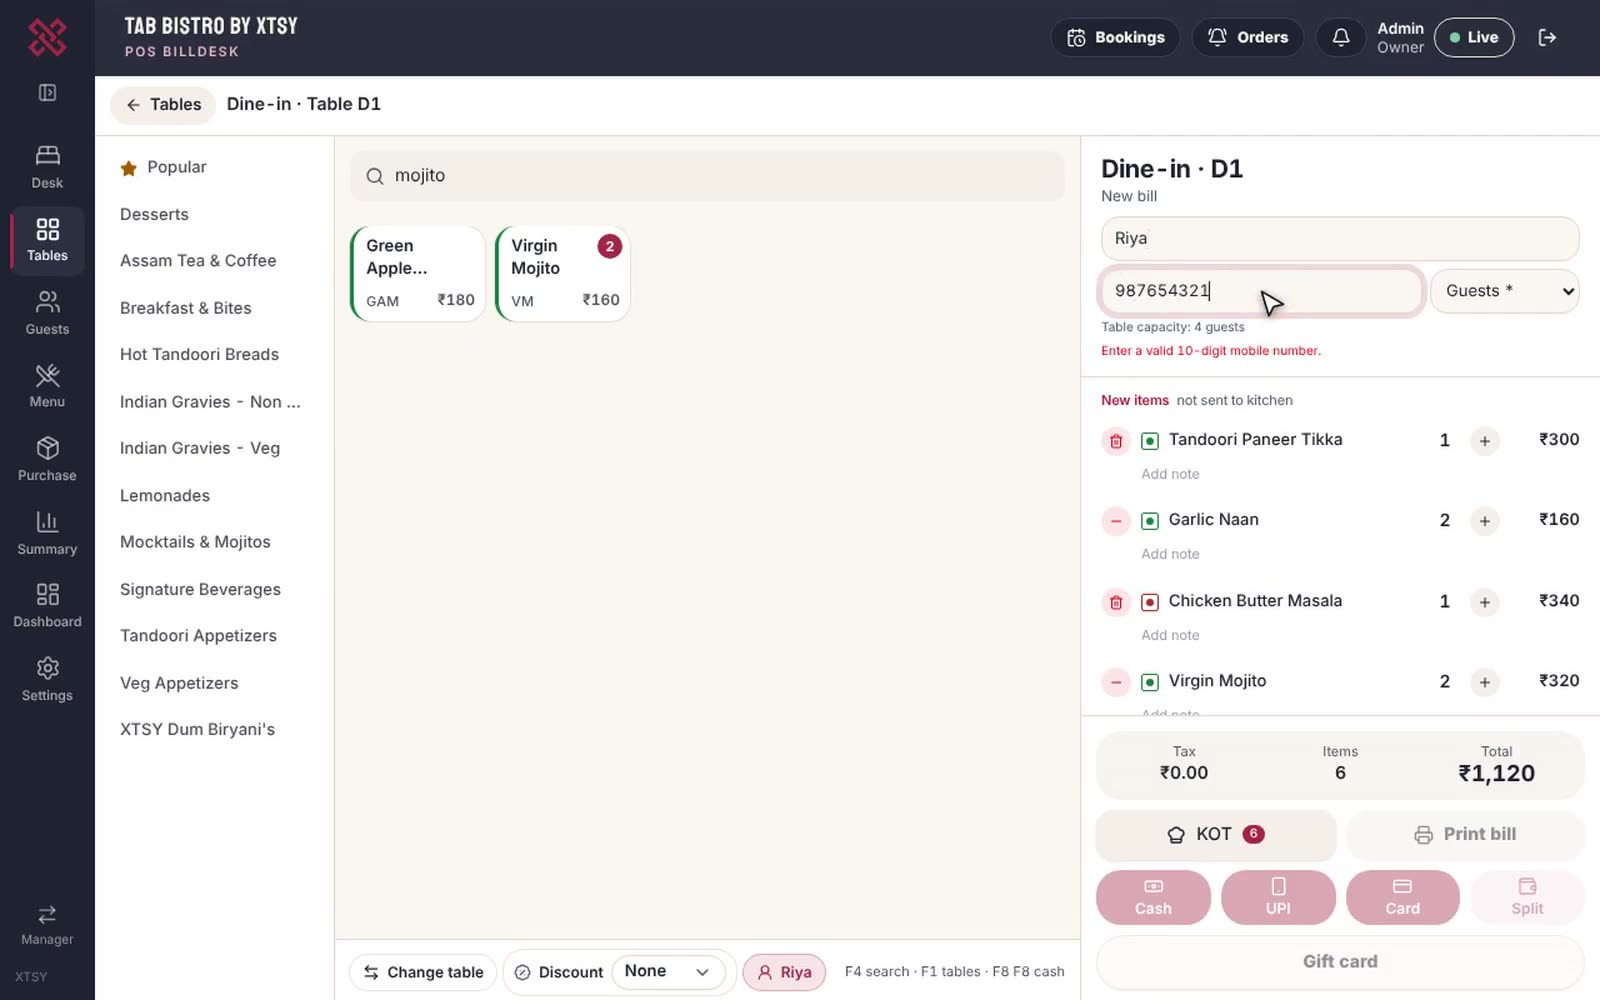 TAB BISTRO BY XTSY
POS BILLDESK
Bookings
Orders
Admin
Owner
Live
Tables
Dine-in · Table D1
Desk
Tables
Guests
Menu
Purchase
Summary
Dashboard
Settings
Manager
XTSY
Popular
Desserts
Assam Tea & Coffee
Breakfast & Bites
Hot Tandoori Breads
Indian Gravies - Non ...
Indian Gravies - Veg
Lemonades
Mocktails & Mojitos
Signature Beverages
Tandoori Appetizers
Veg Appetizers
XTSY Dum Biryani's
mojito
Green
Apple...
GAM ₹180
Virgin 2
Mojito
VM ₹160
Change table
Discount None
Riya
F4 search · F1 tables · F8 F8 cash
Dine-in · D1
New bill
Riya
987654321
Guests *
Table capacity: 4 guests
Enter a valid 10-digit mobile number.
New items not sent to kitchen
Tandoori Paneer Tikka 1 + ₹300
Add note
− Garlic Naan 2 + ₹160
Add note
Chicken Butter Masala 1 + ₹340
Add note
− Virgin Mojito 2 + ₹320
Add note
Tax Items Total
₹0.00 6 ₹1,120
KOT 6
Print bill
Cash
UPI
Card
Split
Gift card